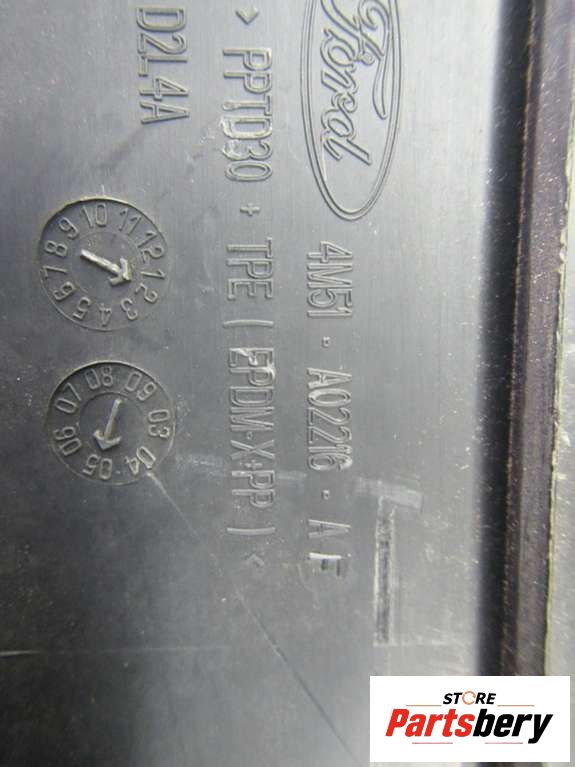 Ford
4M51 - A02216 - A F
> PPTD30 + TPE ( EPDM-X+PP ) <
D2L4A
1 2 3 4 5 6 7 8 9 10 11 12
03 04 05 06 07 08 09
STORE
Partsbery